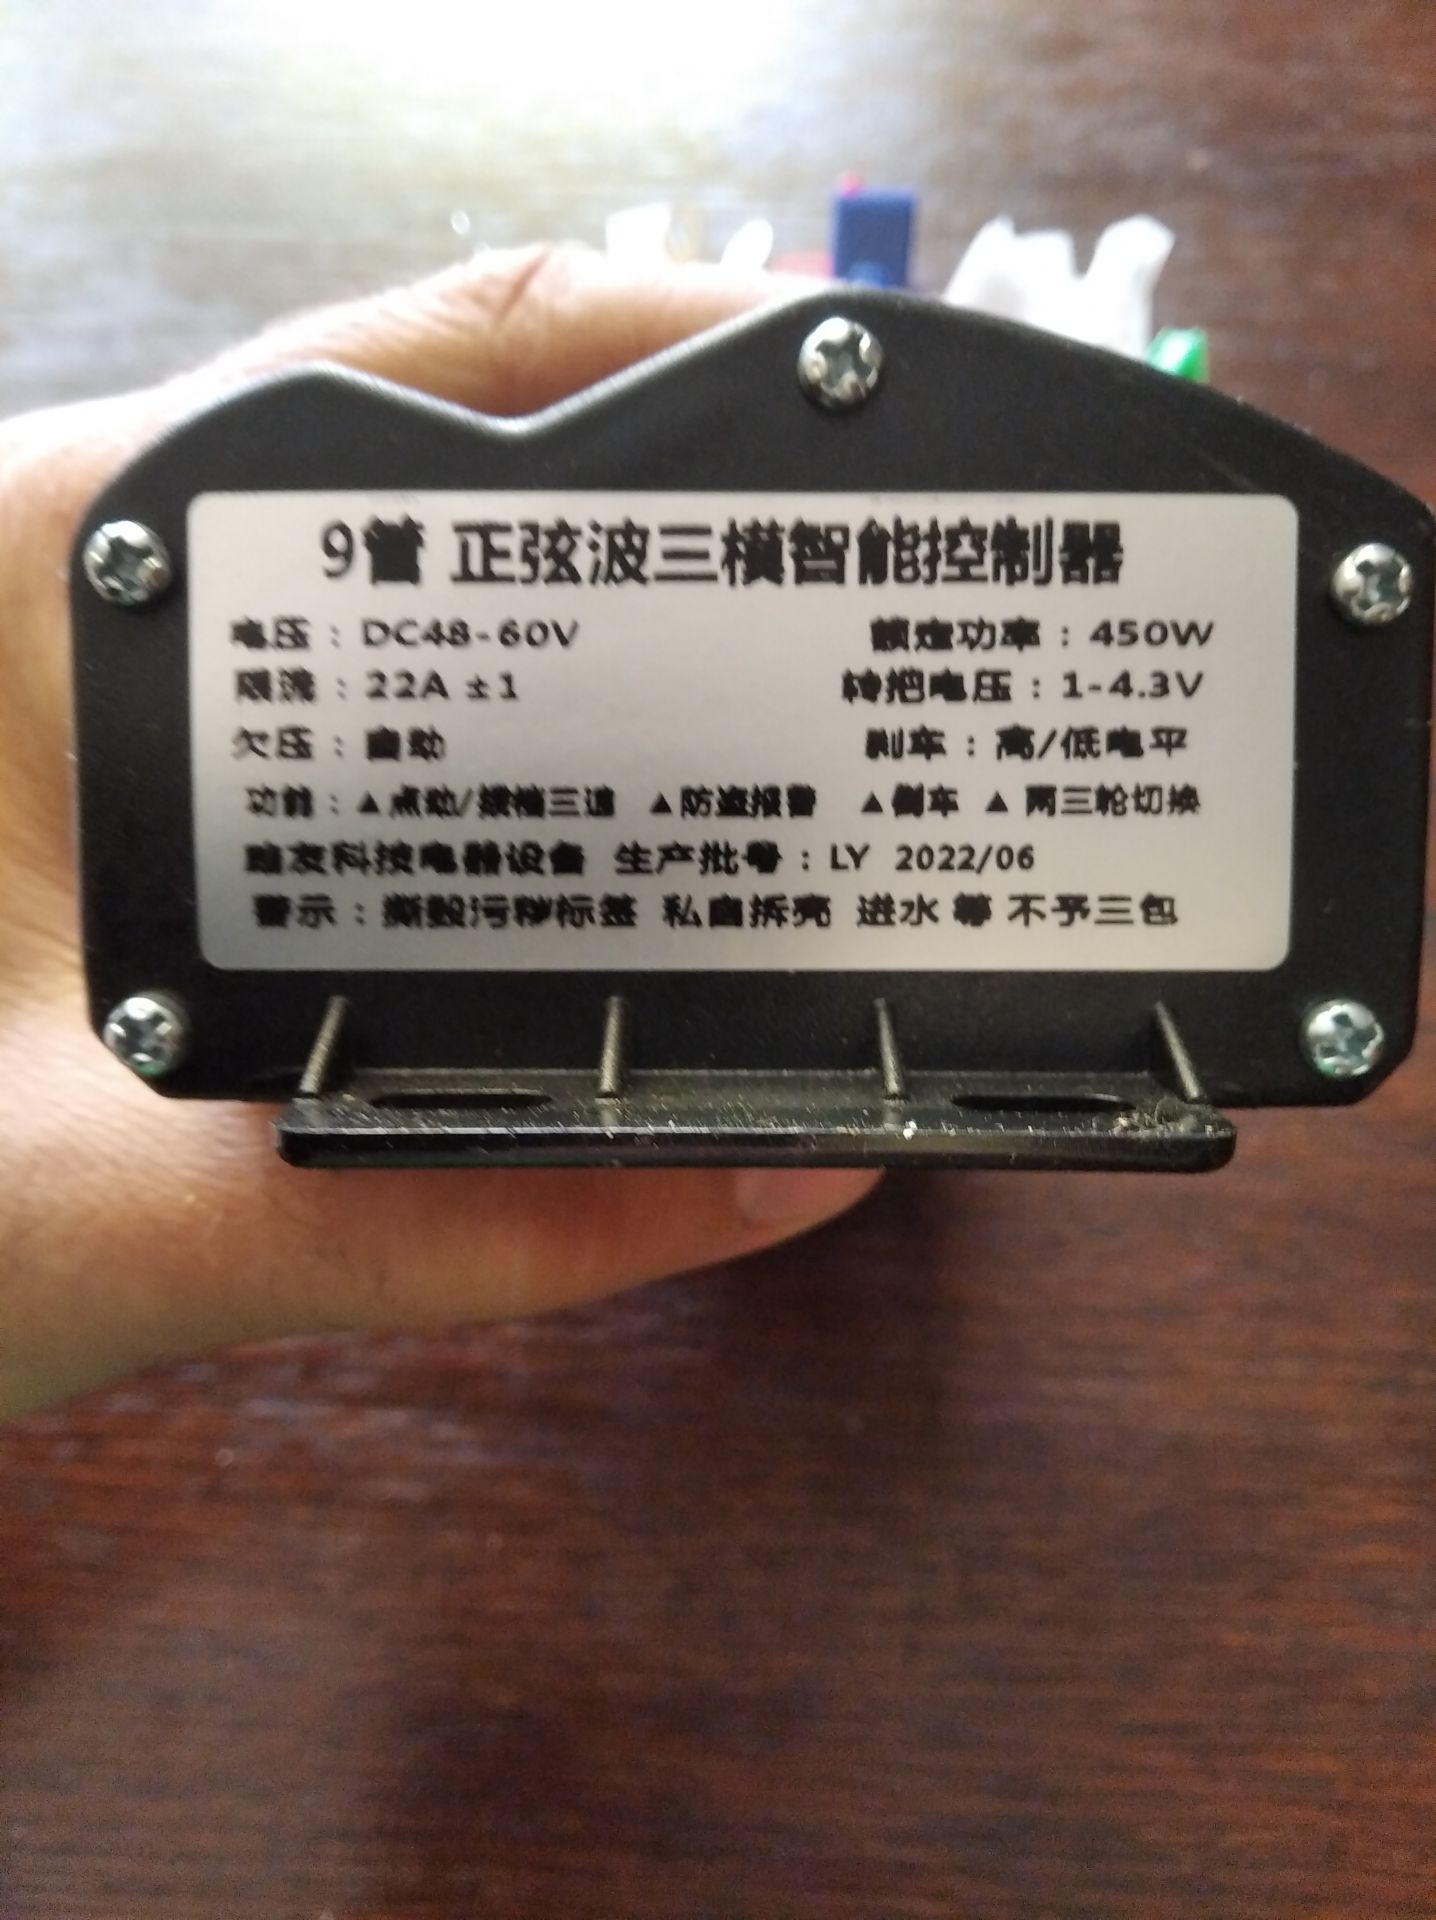 9管 正弦波三模智能控制器
电压：DC48-60V 额定功率：450W
限流：22A ±1 转把电压：1-4.3V
欠压：自动 刹车：高/低电平
功能：▲点动/拨档三速 ▲防盗报警 ▲倒车 ▲ 两三轮切换
科技电器设备 生产批号：LY 2022/06
警示：撕毁污秽标签 私自拆壳 进水 等 不予三包